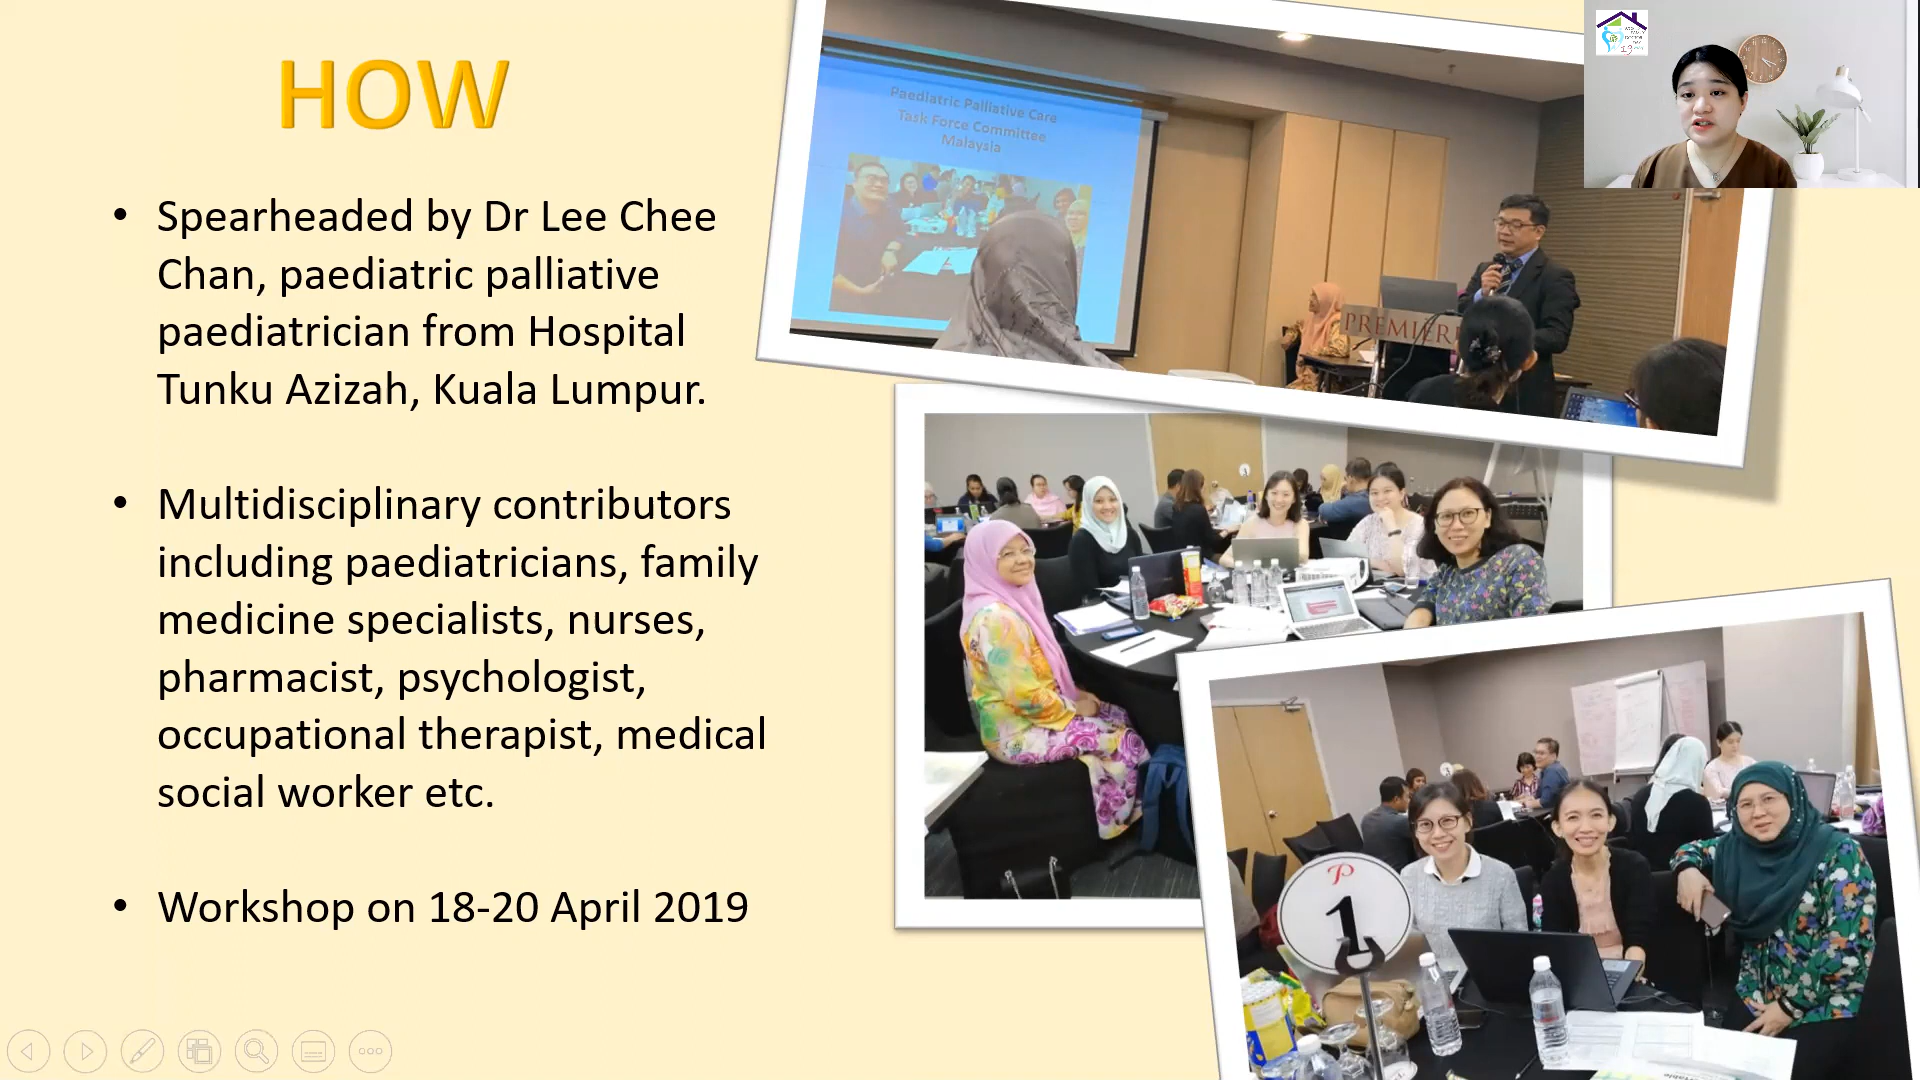 HOW
• Spearheaded by Dr Lee Chee
Chan, paediatric palliative
paediatrician from Hospital
Tunku Azizah, Kuala Lumpur.
• Multidisciplinary contributors
including paediatricians, family
medicine specialists, nurses,
pharmacist, psychologist,
occupational therapist, medical
social worker etc.
• Workshop on 18-20 April 2019
Paediatric Palliative Care
Task Force Committee
Malaysia
PREMIERE
1